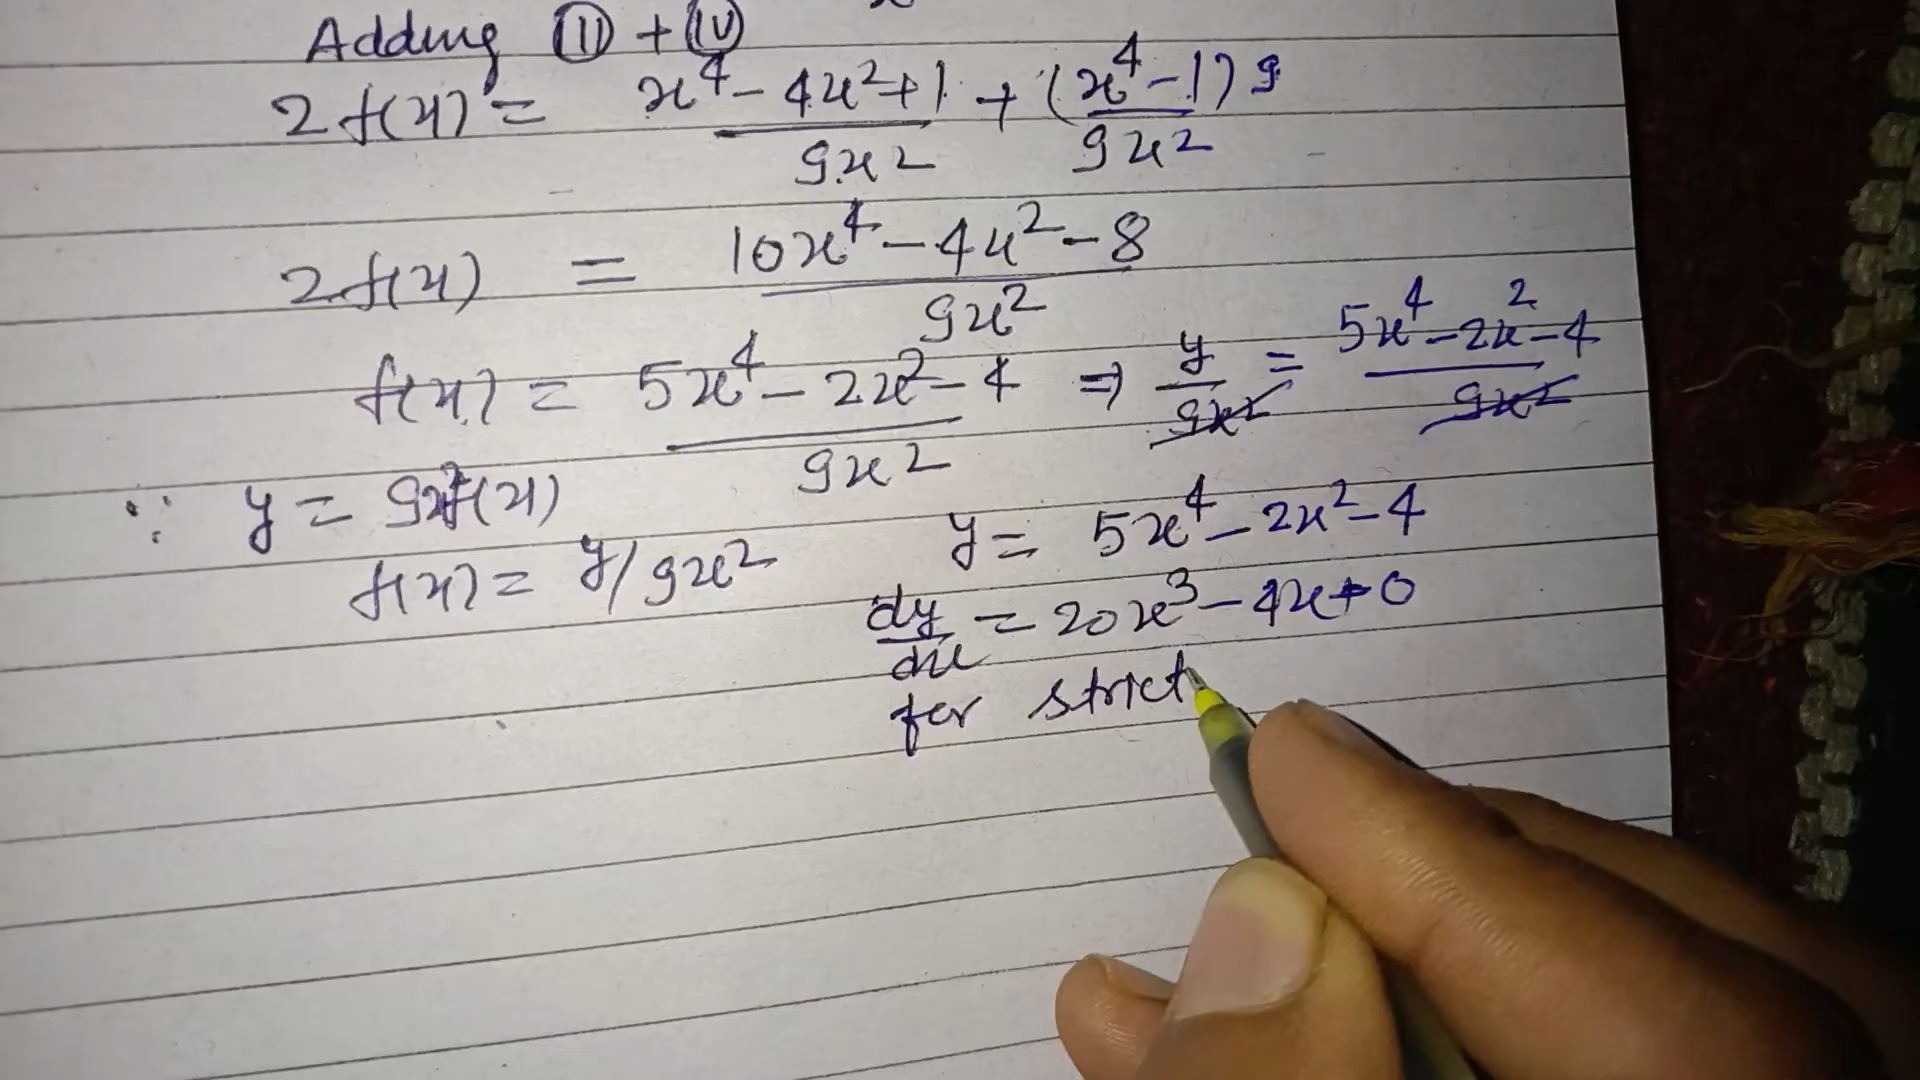 Adding (II) + (IV)
2f(x) = x⁴ - 4x² + 1 / 9x² + (x⁴ - 1) 9 / 9x²
2f(x) = 10x⁴ - 4x² - 8 / 9x²
f(x) = 5x⁴ - 2x² - 4 / 9x² ⇒ y / 9x² = 5x⁴ - 2x² - 4 / 9x²
∵ y = 9x²f(x)
f(x) = y/9x²
y = 5x⁴ - 2x² - 4
dy/dx = 20x³ - 4x + 0
for strict